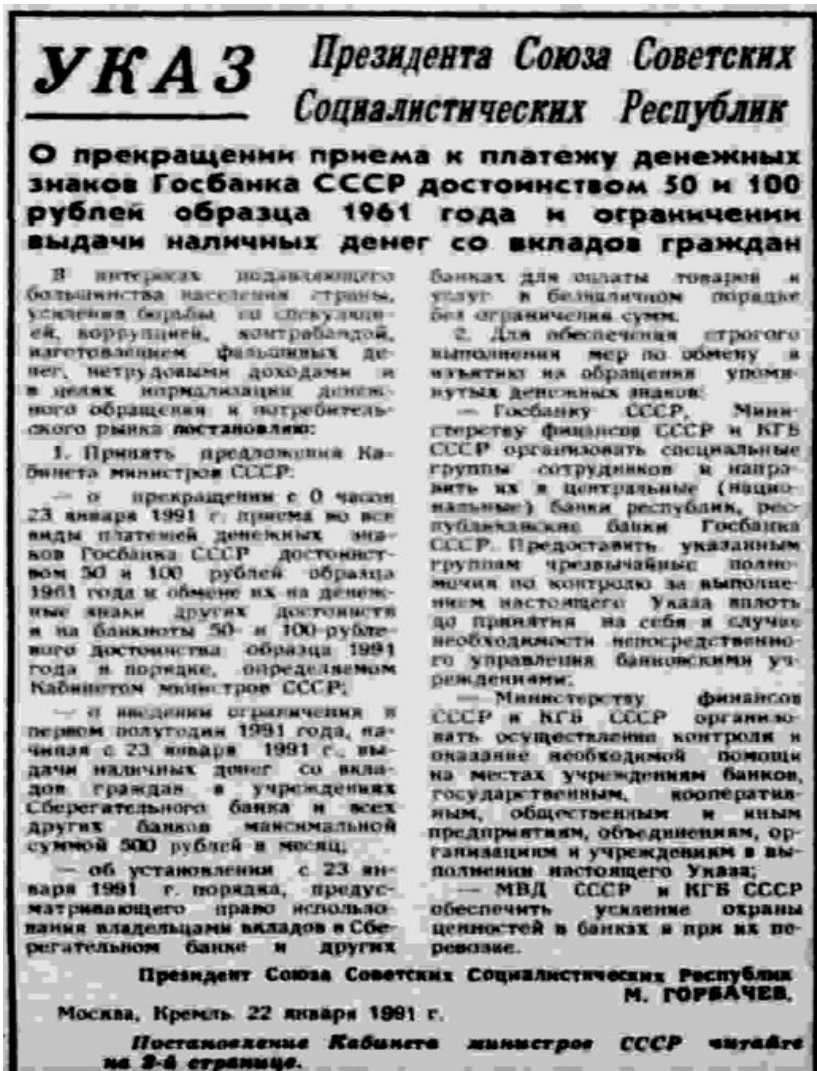 УКАЗ
Президента Союза Советских
Социалистических Республик
О прекращении приема к платежу денежных
знаков Госбанка СССР достоинством 50 и 100
рублей образца 1961 года и ограничении
выдачи наличных денег со вкладов граждан
В интересах подавляющего
большинства населения страны,
усиления борьбы со спекуляци-
ей, коррупцией, контрабандой,
изготовлением фальшивых де-
нег, нетрудовыми доходами и
в целях нормализации денеж-
ного обращения и потребитель-
ского рынка постановляю:
1. Принять предложения Ка-
бинета министров СССР:
— о прекращении с 0 часов
23 января 1991 г. приема во все
виды платежей денежных зна-
ков Госбанка СССР достоинст-
вом 50 и 100 рублей образца
1961 года и обмене их на денеж-
ные знаки других достоинств
и на банкноты 50- и 100-рубле-
вого достоинства образца 1991
года в порядке, определяемом
Кабинетом министров СССР;
— о введении ограничения в
первом полугодии 1991 года, на-
чиная с 23 января 1991 г., вы-
дачи наличных денег со вкла-
дов граждан в учреждениях
Сберегательного банка и всех
других банков максимальной
суммой 500 рублей в месяц;
— об установлении с 23 ян-
варя 1991 г. порядка, предус-
матривающего право использо-
вания владельцами вкладов в Сбе-
регательном банке и других
банках для оплаты товаров и
услуг в безналичном порядке
без ограничения сумм.
2. Для обеспечения строгого
выполнения мер по обмену и
изъятию из обращения упомя-
нутых денежных знаков:
— Госбанку СССР, Мини-
стерству финансов СССР и КГБ
СССР организовать специальные
группы сотрудников и напра-
вить их в центральные (нацио-
нальные) банки республик, рес-
публиканские банки Госбанка
СССР. Предоставить указанным
группам чрезвычайные полно-
мочия по контролю за выполне-
нием настоящего Указа вплоть
до принятия на себя в случае
необходимости непосредственно-
го управления банковскими уч-
реждениями;
— Министерству финансов
СССР и КГБ СССР организо-
вать осуществление контроля и
оказание необходимой помощи
на местах учреждениям банков,
государственным, кооператив-
ным, общественным и иным
предприятиям, объединениям, ор-
ганизациям и учреждениям в вы-
полнении настоящего Указа;
— МВД СССР и КГБ СССР
обеспечить усиление охраны
ценностей в банках и при их пе-
ревозке.
Президент Союза Советских Социалистических Республик
М. ГОРБАЧЕВ.
Москва, Кремль. 22 января 1991 г.
Постановление Кабинета министров СССР читайте
на 2-й странице.